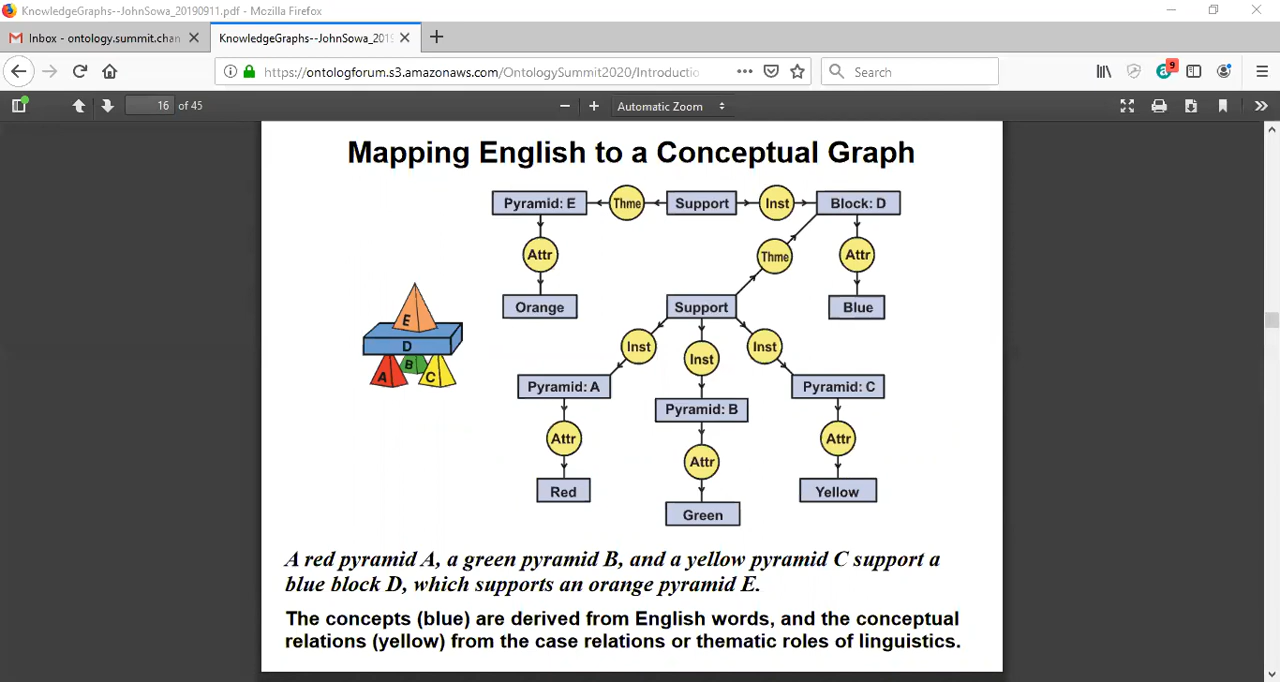 KnowledgeGraphs--JohnSowa_20190911.pdf - Mozilla Firefox
Inbox - ontology.summit.chan
KnowledgeGraphs--JohnSowa_201
https://ontologforum.s3.amazonaws.com/OntologySummit2020/Introductio
Search
9
16 of 45
Automatic Zoom
Mapping English to a Conceptual Graph
Pyramid: E
Thme
Support
Inst
Block: D
Attr
Thme
Attr
Orange
Support
Blue
E
D
B
A
C
Inst
Inst
Inst
Pyramid: A
Pyramid: B
Pyramid: C
Attr
Attr
Attr
Red
Green
Yellow
A red pyramid A, a green pyramid B, and a yellow pyramid C support a
blue block D, which supports an orange pyramid E.
The concepts (blue) are derived from English words, and the conceptual
relations (yellow) from the case relations or thematic roles of linguistics.